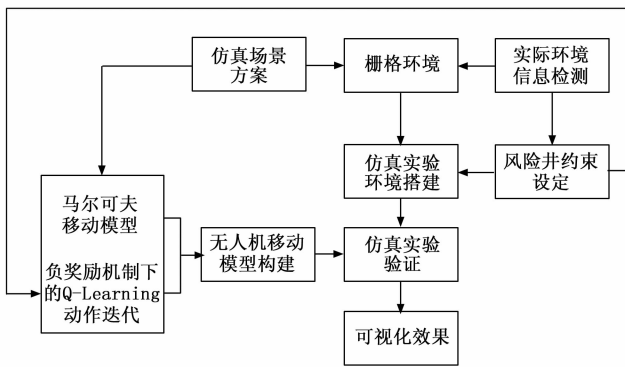 仿真场景
方案
栅格环境
实际环境
信息检测
仿真实验
环境搭建
风险井约束
设定
马尔可夫
移动模型
负奖励机制下
的Q-Learning
动作迭代
无人机移动
模型构建
仿真实验
验证
可视化效果